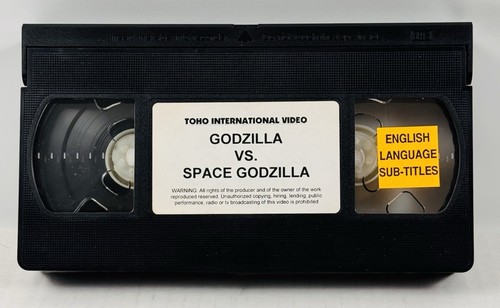 TOHO INTERNATIONAL VIDEO
GODZILLA
VS.
SPACE GODZILLA
WARNING: All rights of the producer and of the owner of the work
reproduced reserved. Unauthorized copying, hiring, lending, public
performance, radio or tv broadcasting of this video is prohibited
ENGLISH
LANGUAGE
SUB-TITLES